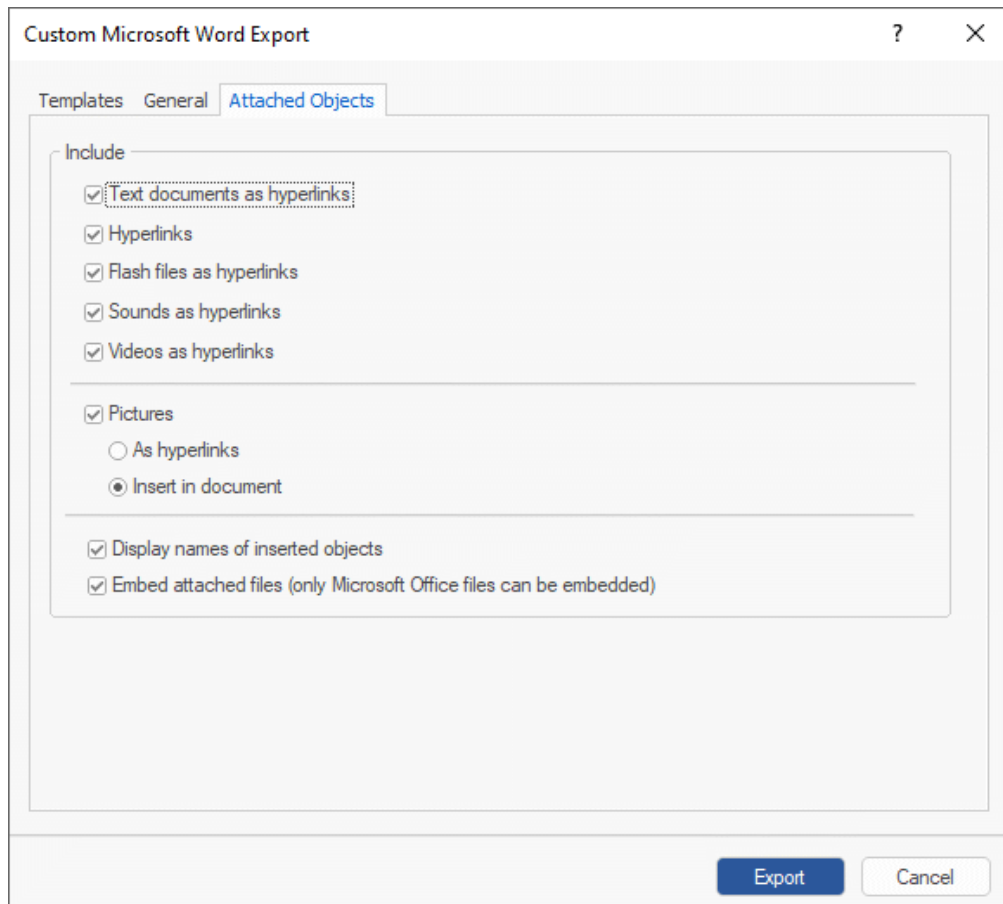 Custom Microsoft Word Export ?
Templates General Attached Objects
Include
Text documents as hyperlinks
Hyperlinks
Flash files as hyperlinks
Sounds as hyperlinks
Videos as hyperlinks
Pictures
As hyperlinks
Insert in document
Display names of inserted objects
Embed attached files (only Microsoft Office files can be embedded)
Export Cancel